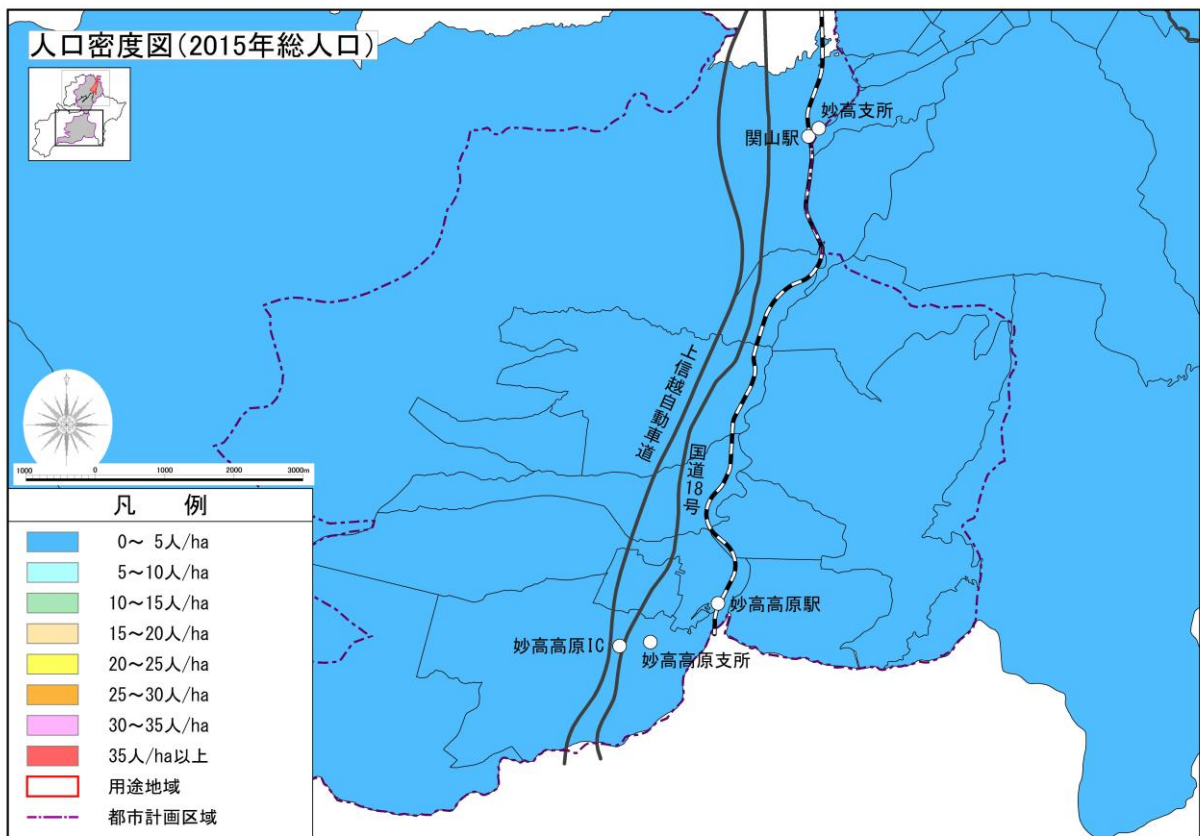 人口密度図(2015年総人口)
妙高支所
関山駅
上信越自動車道
国道18号
1000 0 1000 2000 3000m
凡 例
0～ 5人/ha
5～10人/ha
10～15人/ha
15～20人/ha
20～25人/ha
25～30人/ha
30～35人/ha
35人/ha以上
用途地域
都市計画区域
妙高高原駅
妙高高原IC
妙高高原支所